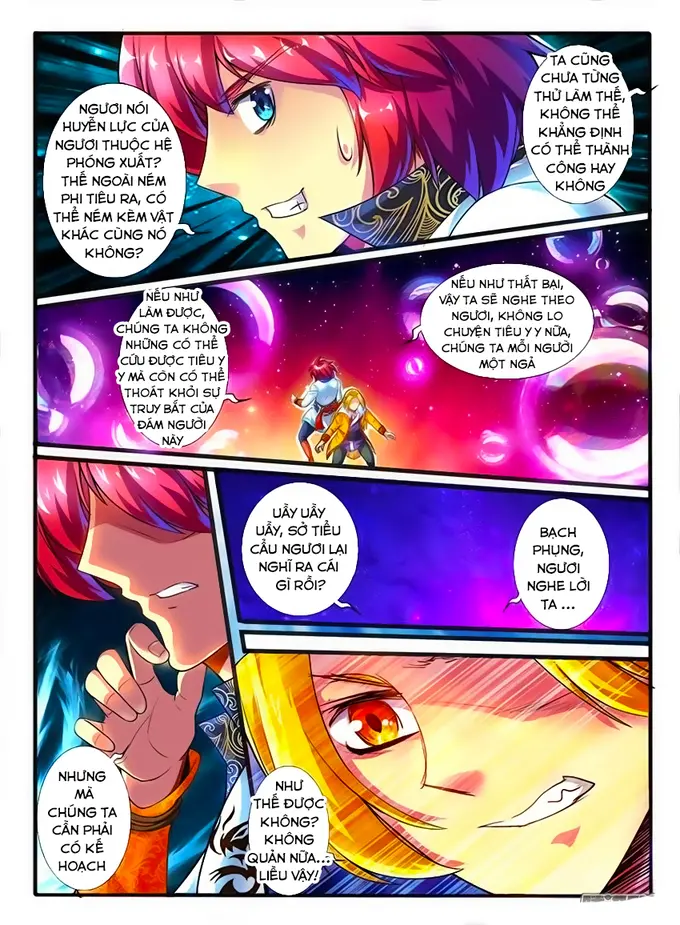 NGƯƠI NÓI
HUYỄN LỰC CỦA
NGƯƠI THUỘC HỆ
PHÓNG XUẤT?
THẾ NGOÀI NÉM
PHI TIÊU RA, CÓ
THỂ NÉM KÈM VẬT
KHÁC CÙNG NÓ
KHÔNG?
TA CŨNG
CHƯA TỪNG
THỬ LÀM THẾ,
KHÔNG THỂ
KHẲNG ĐỊNH
CÓ THỂ THÀNH
CÔNG HAY
KHÔNG
NẾU NHƯ
LÀM ĐƯỢC,
CHÚNG TA KHÔNG
NHỮNG CÓ THỂ
CỨU ĐƯỢC TIÊU Y
Y MÀ CÒN CÓ THỂ
THOÁT KHỎI SỰ
TRUY BẮT CỦA
ĐÁM NGƯỜI
NÀY
NẾU NHƯ THẤT BẠI,
VẬY TA SẼ NGHE THEO
NGƯƠI, KHÔNG LO
CHUYỆN TIÊU Y Y NỮA,
CHÚNG TA MỖI NGƯỜI
MỘT NGẢ
UẦY UẦY
UẦY, SỞ TIỂU
CẨU NGƯƠI LẠI
NGHĨ RA CÁI
GÌ RỒI?
BẠCH
PHỤNG,
NGƯƠI
NGHE LỜI
TA ...
NHƯNG
MÀ
CHÚNG TA
CẦN PHẢI
CÓ KẾ
HOẠCH
NHƯ
THẾ ĐƯỢC
KHÔNG?
KHÔNG
QUẢN NỮA...
LIỀU VẬY!